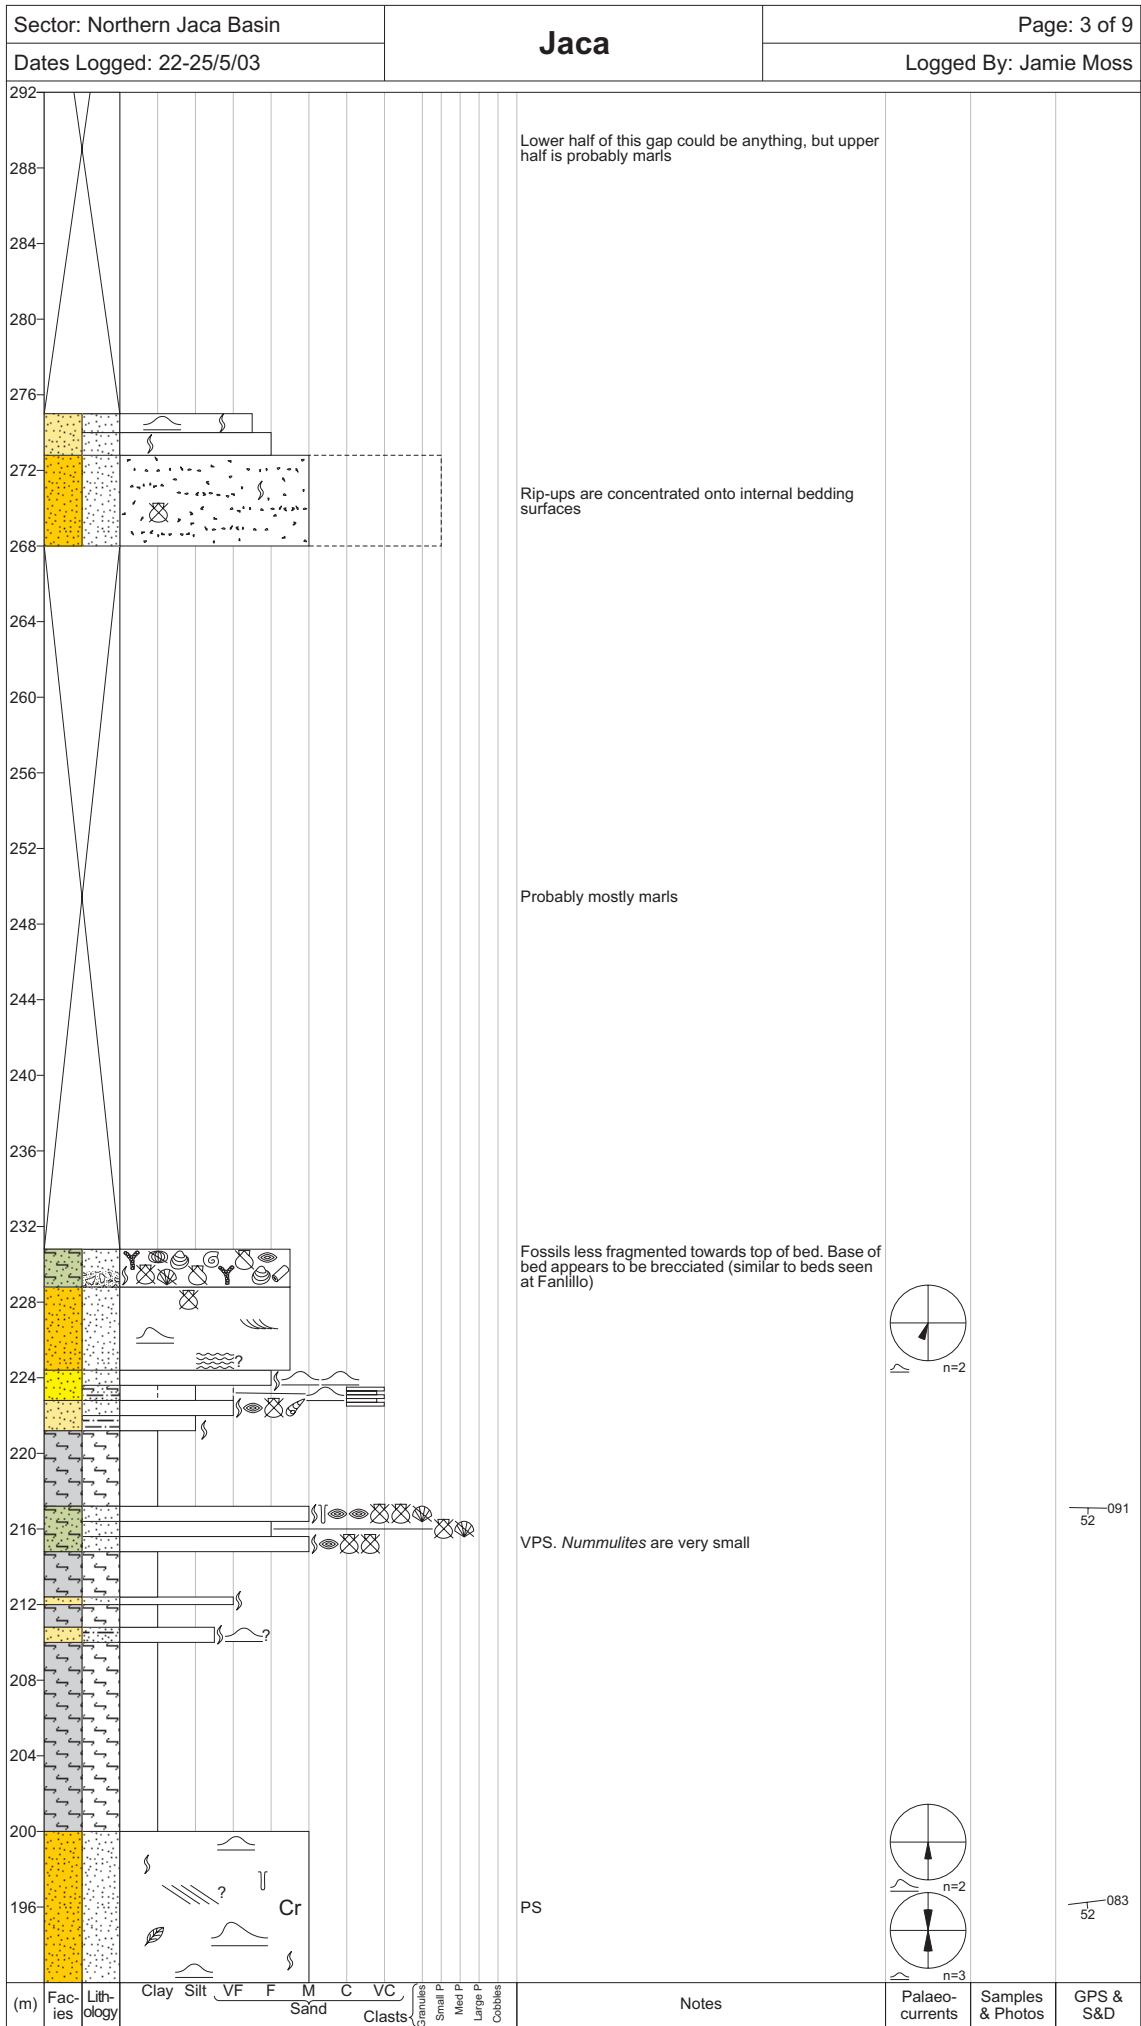 Sector: Northern Jaca Basin
Dates Logged: 22-25/5/03
Jaca
Page: 3 of 9
Logged By: Jamie Moss
292
Lower half of this gap could be anything, but upper
half is probably marls
288
284
280
276
272
Rip-ups are concentrated onto internal bedding
surfaces
268
264
260
256
252
Probably mostly marls
248
244
240
236
232
Fossils less fragmented towards top of bed. Base of
bed appears to be brecciated (similar to beds seen
at Fanlillo)
228
?
n=2
224
220
216
VPS. Nummulites are very small
091
52
212
?
208
204
200
?
n=2
Cr
196
PS
083
52
n=3
(m)
Fac-
ies
Lith-
ology
Clay Silt VF F M C VC
Sand
Clasts
Granules
Small P
Med P
Large P
Cobbles
Notes
Palaeo-
currents
Samples
& Photos
GPS &
S&D